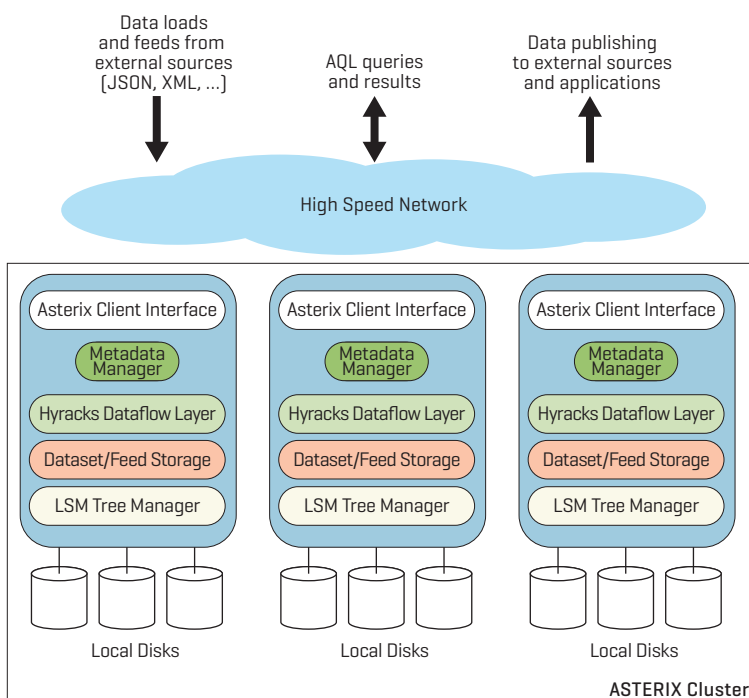 Data loads
and feeds from
external sources
(JSON, XML, ...)
AQL queries
and results
Data publishing
to external sources
and applications
High Speed Network
Asterix Client Interface
Metadata
Manager
Hyracks Dataflow Layer
Dataset/Feed Storage
LSM Tree Manager
Local Disks
Asterix Client Interface
Metadata
Manager
Hyracks Dataflow Layer
Dataset/Feed Storage
LSM Tree Manager
Local Disks
Asterix Client Interface
Metadata
Manager
Hyracks Dataflow Layer
Dataset/Feed Storage
LSM Tree Manager
Local Disks
ASTERIX Cluster